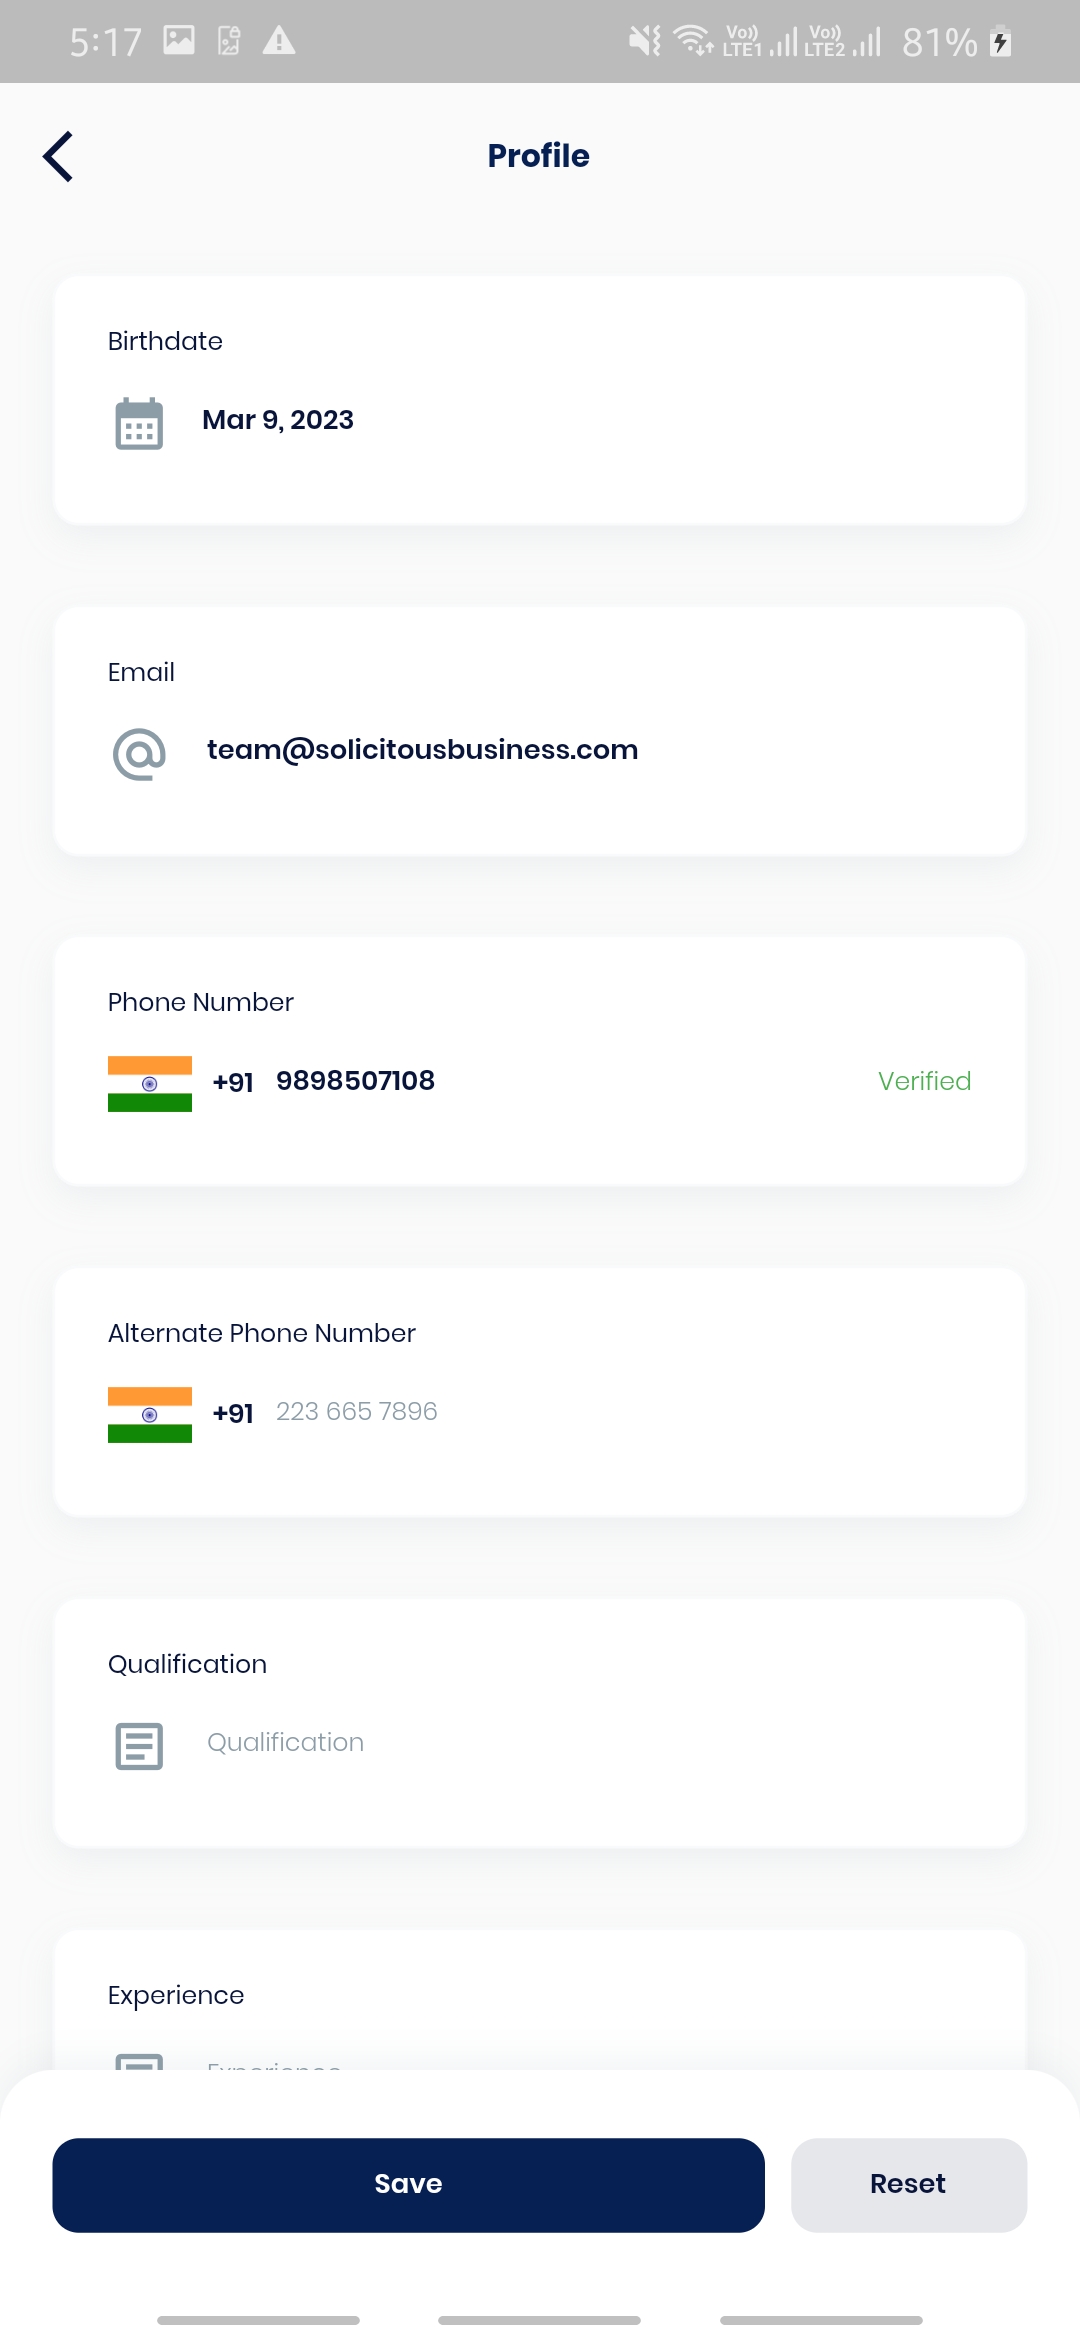 5:17 Vo)) LTE1 Vo)) LTE2 81%
Profile
Birthdate
Mar 9, 2023
Email
team@solicitousbusiness.com
Phone Number
+91 9898507108 Verified
Alternate Phone Number
+91 223 665 7896
Qualification
Qualification
Experience
Experience
Save Reset